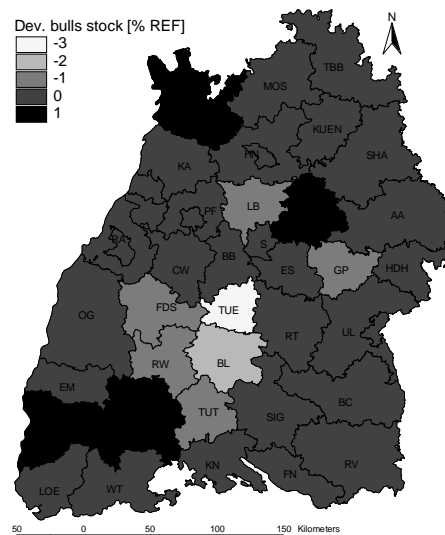 Dev. bulls stock [% REF]
-3
-2
-1
0
1
N
TBB
MOS
KUEN
HN
SHA
KA
LB
PF
AA
RA
S
BB
CW
ES
GP
HDH
FDS
TUE
OG
RT
UL
RW
BL
EM
TUT
BC
SIG
KN
RV
FN
LOE
WT
50 0 50 100 150 Kilometers